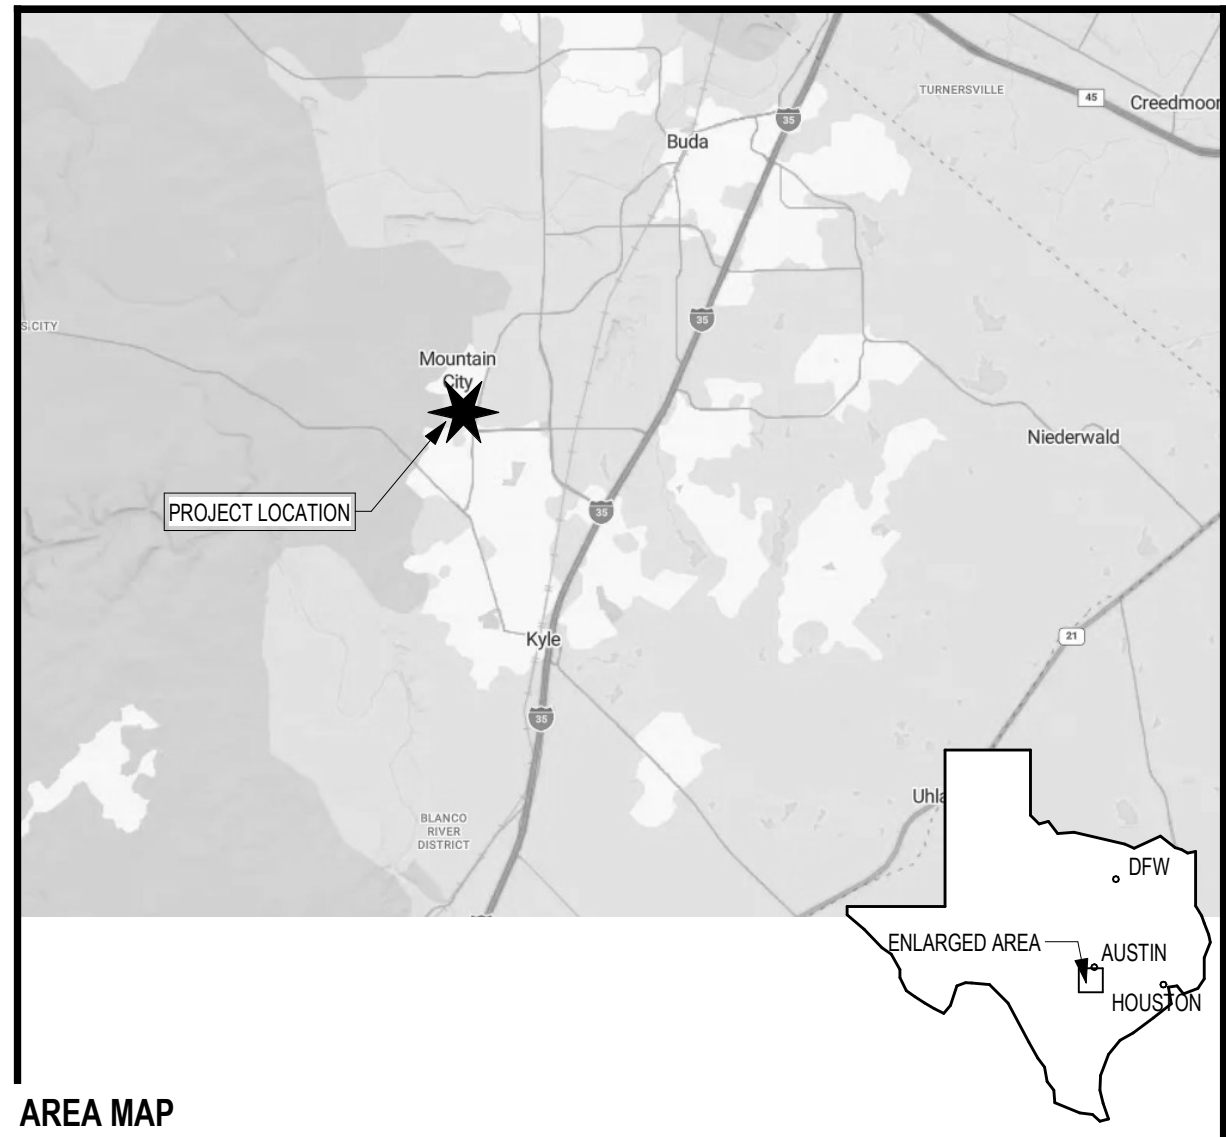 TURNERSVILLE
45
Creedmoor
35
Buda
35
S CITY
Mountain
City
Niederwald
PROJECT LOCATION
35
21
Kyle
35
Uhla
BLANCO
RIVER
DISTRICT
DFW
ENLARGED AREA
AUSTIN
HOUSTON
AREA MAP